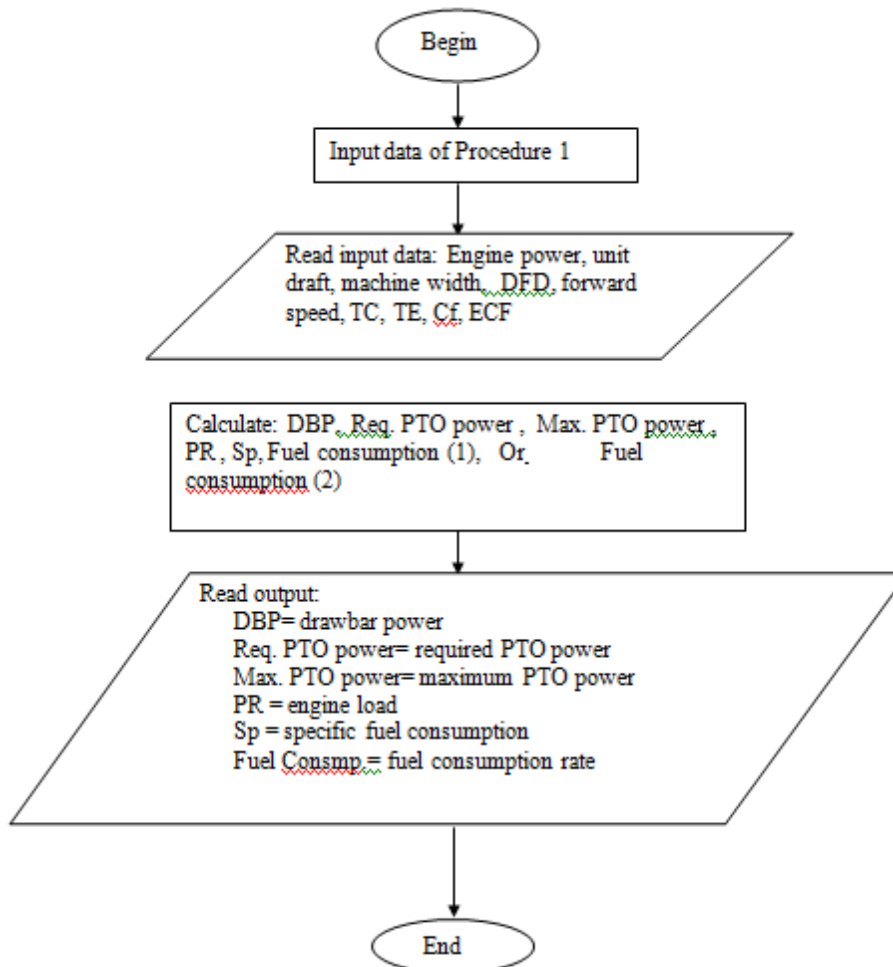 Begin
Input data of Procedure 1
Read input data: Engine power, unit
draft, machine width, DFD, forward
speed, TC, TE, Cf, ECF
Calculate: DBP, Req. PTO power , Max. PTO power ,
PR , Sp, Fuel consumption (1), Or, Fuel
consumption (2)
Read output:
DBP= drawbar power
Req. PTO power= required PTO power
Max. PTO power= maximum PTO power
PR = engine load
Sp = specific fuel consumption
Fuel Consmp.= fuel consumption rate
End